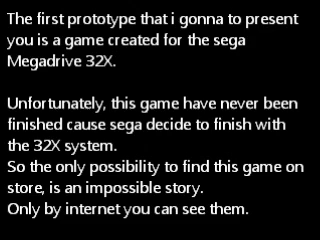 The first prototype that i gonna to present
you is a game created for the sega
Megadrive 32X.

Unfortunately, this game have never been
finished cause sega decide to finish with
the 32X system.
So the only possibility to find this game on
store, is an impossible story.
Only by internet you can see them.